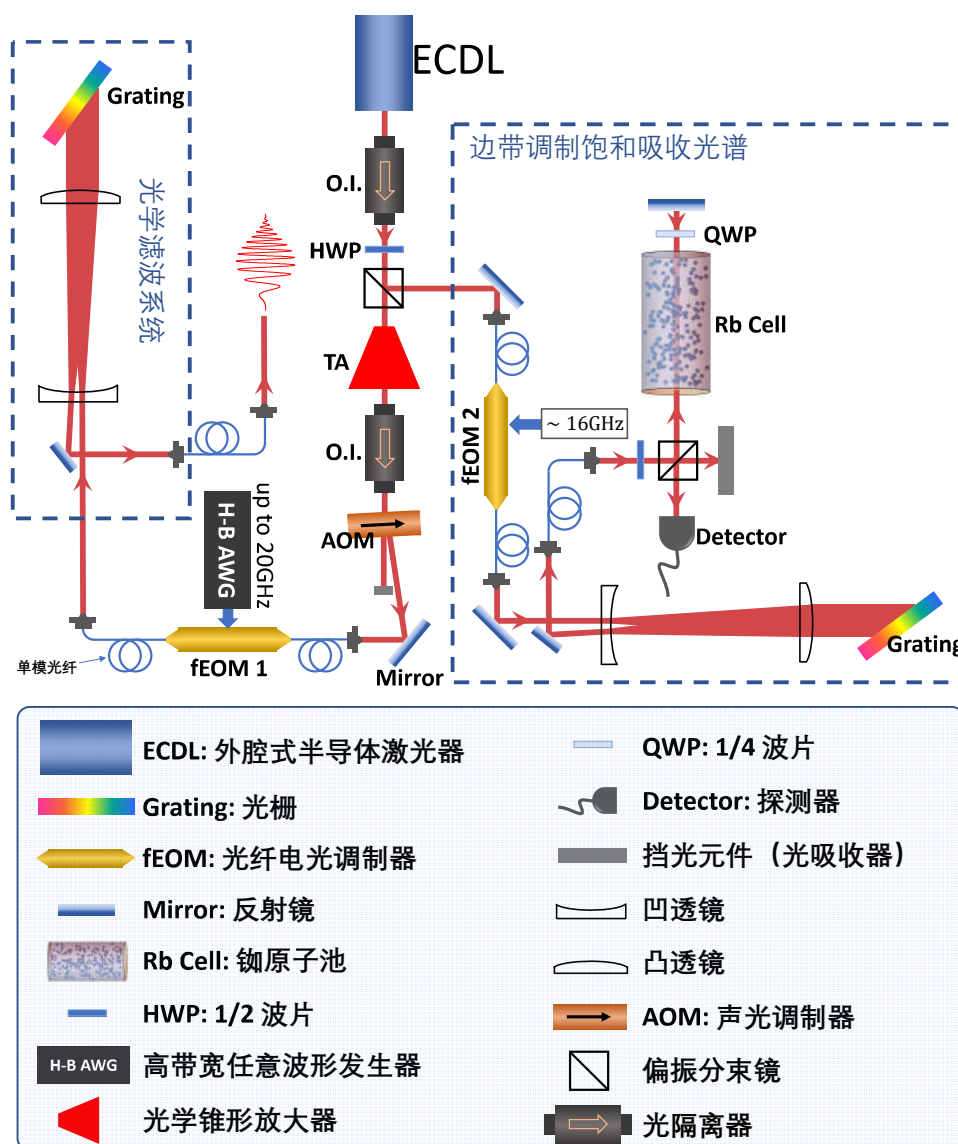 ECDL
Grating
边带调制饱和吸收光谱
O.I.
光学滤波系统
QWP
HWP
Rb Cell
TA
fEOM 2
~ 16GHz
O.I.
up to 20GHz
H-B AWG
AOM
Detector
单模光纤
fEOM 1
Mirror
Grating
ECDL: 外腔式半导体激光器
Grating: 光栅
fEOM: 光纤电光调制器
Mirror: 反射镜
Rb Cell: 铷原子池
HWP: 1/2 波片
H-B AWG 高带宽任意波形发生器
光学锥形放大器
QWP: 1/4 波片
Detector: 探测器
挡光元件（光吸收器）
凹透镜
凸透镜
AOM: 声光调制器
偏振分束镜
光隔离器